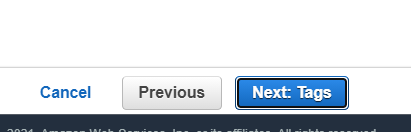 Cancel Previous Next: Tags
2021, Amazon Web Services, Inc. or its affiliates. All rights reserved.